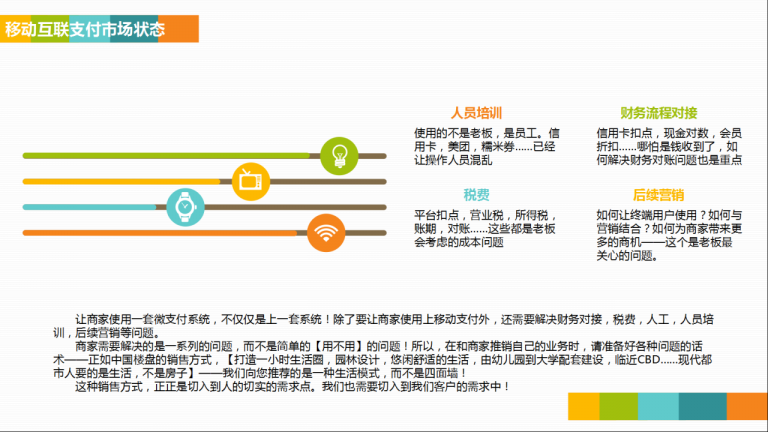 移动互联支付市场状态
人员培训
使用的不是老板，是员工。信
用卡，美团，糯米券……已经
让操作人员混乱
财务流程对接
信用卡扣点，现金对数，会员
折扣……哪怕是钱收到了，如
何解决财务对账问题也是重点
税费
平台扣点，营业税，所得税，
账期，对账……这些都是老板
会考虑的成本问题
后续营销
如何让终端用户使用？如何与
营销结合？如何为商家带来更
多的商机——这个是老板最
关心的问题。
让商家使用一套微支付系统，不仅仅是上一套系统！除了要让商家使用上移动支付外，还需要解决财务对接，税费，人工，人员培
训，后续营销等问题。
商家需要解决的是一系列的问题，而不是简单的【用不用】的问题！所以，在和商家推销自己的业务时，请准备好各种问题的话
术——正如中国楼盘的销售方式，【打造一小时生活圈，园林设计，悠闲舒适的生活，由幼儿园到大学配套建设，临近CBD……现代都
市人要的是生活，不是房子】——我们向您推荐的是一种生活模式，而不是四面墙！
这种销售方式，正正是切入到人的切实的需求点。我们也需要切入到我们客户的需求中！